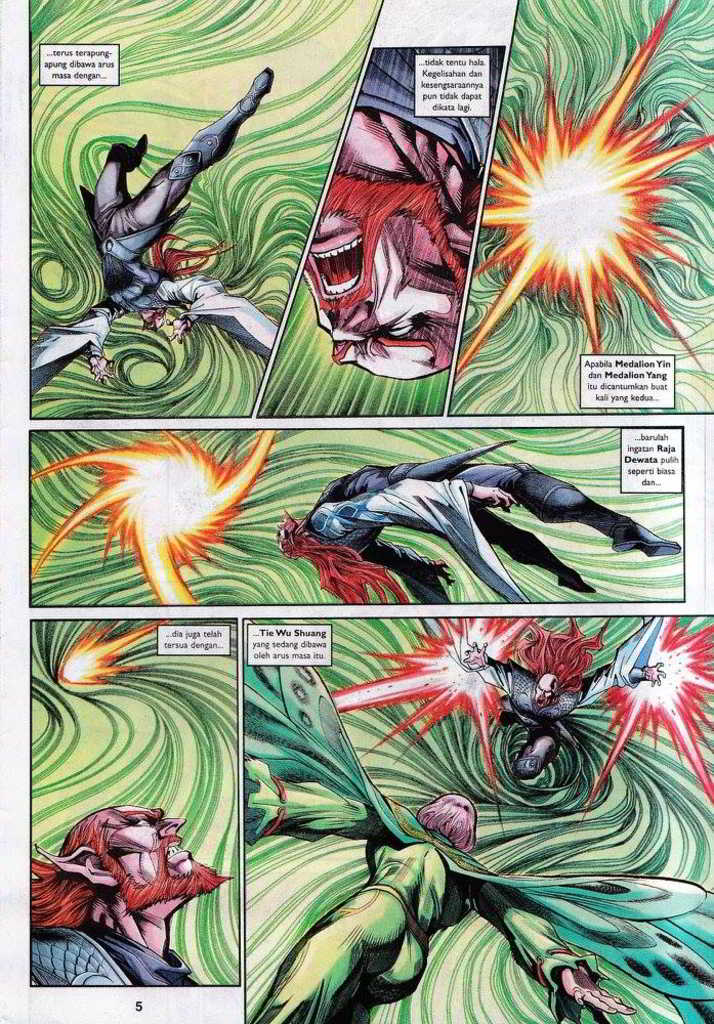 ...terus terapung-
apung dibawa arus
masa dengan...
...tidak tentu hala.
Kegelisahan dan
kesengsaraannya
pun tidak dapat
dikata lagi.
Apabila Medalion Yin
dan Medalion Yang
itu dicantumkan buat
kali yang kedua...
...barulah
ingatan Raja
Dewata pulih
seperti biasa
dan...
...dia juga telah
tersua dengan...
...Tie Wu Shuang
yang sedang dibawa
oleh arus masa itu.
5